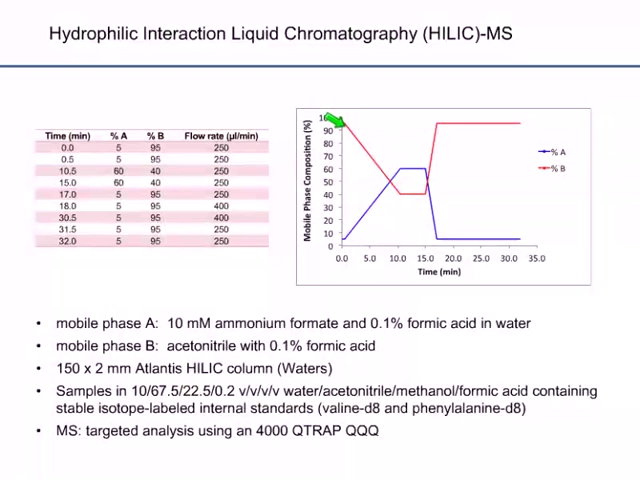 Hydrophilic Interaction Liquid Chromatography (HILIC)-MS
Time (min) % A % B Flow rate (µl/min)
0.0 5 95 250
0.5 5 95 250
10.5 60 40 250
15.0 60 40 250
17.0 5 95 250
18.0 5 95 400
30.5 5 95 400
31.5 5 95 250
32.0 5 95 250
Mobile Phase Composition (%)
90
80
70
60
50
40
30
20
10
0
0.0 5.0 10.0 15.0 20.0 25.0 30.0 35.0
Time (min)
% A
% B
• mobile phase A: 10 mM ammonium formate and 0.1% formic acid in water
• mobile phase B: acetonitrile with 0.1% formic acid
• 150 x 2 mm Atlantis HILIC column (Waters)
• Samples in 10/67.5/22.5/0.2 v/v/v/v water/acetonitrile/methanol/formic acid containing
stable isotope-labeled internal standards (valine-d8 and phenylalanine-d8)
• MS: targeted analysis using an 4000 QTRAP QQQ